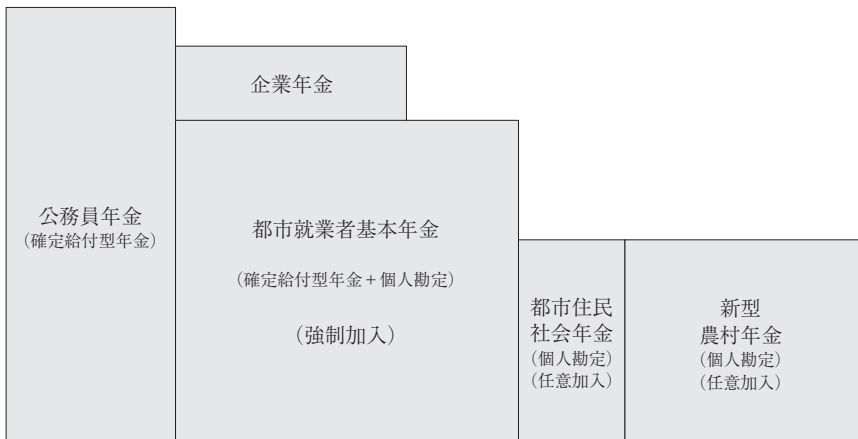 企業年金
公務員年金
（確定給付型年金）
都市就業者基本年金
（確定給付型年金＋個人勘定）
（強制加入）
都市住民
社会年金
（個人勘定）
（任意加入）
新型
農村年金
（個人勘定）
（任意加入）